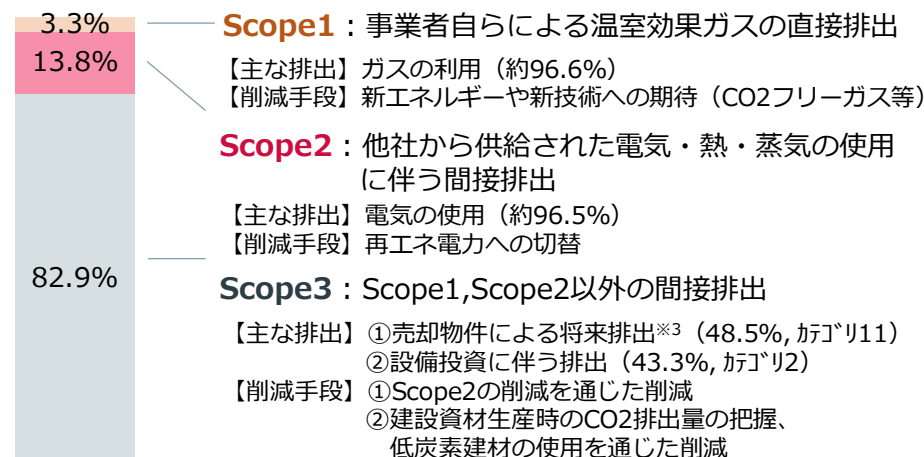 3.3%
13.8%
82.9%
Scope1：事業者自らによる温室効果ガスの直接排出
【主な排出】ガスの利用（約96.6%）
【削減手段】新エネルギーや新技術への期待（CO2フリーガス等）
Scope2：他社から供給された電気・熱・蒸気の使用
に伴う間接排出
【主な排出】電気の使用（約96.5%）
【削減手段】再エネ電力への切替
Scope3：Scope1,Scope2以外の間接排出
【主な排出】①売却物件による将来排出※3（48.5%, ｶﾃｺﾞﾘ11）
②設備投資に伴う排出（43.3%, ｶﾃｺﾞﾘ2）
【削減手段】①Scope2の削減を通じた削減
②建設資材生産時のCO2排出量の把握、
低炭素建材の使用を通じた削減